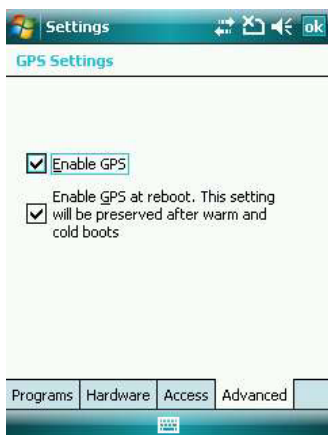 Settings
ok
GPS Settings
Enable GPS
Enable GPS at reboot. This setting
will be preserved after warm and
cold boots
Programs Hardware Access Advanced